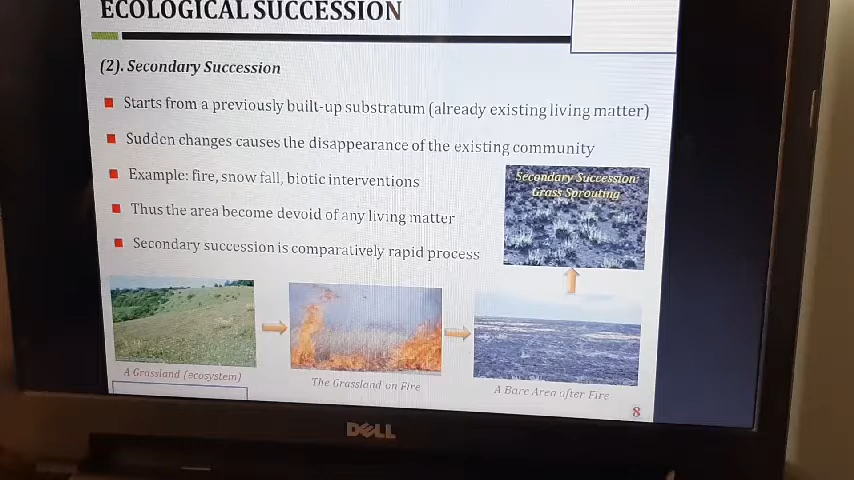 ECOLOGICAL SUCCESSION
(2). Secondary Succession
Starts from a previously built-up substratum (already existing living matter)
Sudden changes causes the disappearance of the existing community
Example: fire, snow fall, biotic interventions
Thus the area become devoid of any living matter
Secondary succession is comparatively rapid process
Secondary Succession:
Grass Sprouting
A Grassland (ecosystem)
The Grassland on Fire
A Bare Area after Fire
8
DELL